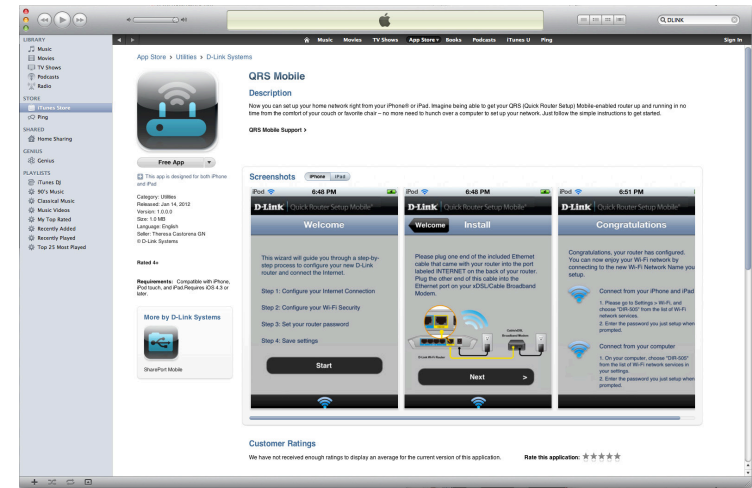 DLINK
LIBRARY
Music
Movies
TV Shows
Podcasts
Radio
STORE
iTunes Store
Ping
SHARED
Home Sharing
GENIUS
Genius
PLAYLISTS
iTunes DJ
90's Music
Classical Music
Music Videos
My Top Rated
Recently Added
Recently Played
Top 25 Most Played
Music Movies TV Shows App Store Books Podcasts iTunes U Ping Sign In
App Store > Utilities > D-Link Systems
Free App
This app is designed for both iPhone
and iPad
Category: Utilities
Released: Jan 14, 2012
Version: 1.0.0.0
Size: 1.0 MB
Language: English
Seller: Theresa Castorena GN
© D-Link Systems
Rated 4+
Requirements: Compatible with iPhone,
iPod touch, and iPad.Requires iOS 4.3 or
later.
More by D-Link Systems
SharePort Mobile
QRS Mobile
Description
Now you can set up your home network right from your iPhone® or iPad. Imagine being able to get your QRS (Quick Router Setup) Mobile-enabled router up and running in no
time from the comfort of your couch or favorite chair – no more need to hunch over a computer to set up your network. Just follow the simple instructions to get started.
QRS Mobile Support >
Screenshots iPhone iPad
iPod 6:48 PM
D-Link Quick Router Setup Mobile
Welcome
This wizard will guide you through a step-by-
step process to configure your new D-Link
router and connect the Internet.
Step 1: Configure your Internet Connection
Step 2: Configure your Wi-Fi Security
Step 3: Set your router password
Step 4: Save settings
Start
iPod 6:48 PM
D-Link Quick Router Setup Mobile
Welcome Install
Please plug one end of the included Ethernet
cable that came with your router into the port
labeled INTERNET on the back of your router.
Plug the other end of this cable into the
Ethernet port on your xDSL/Cable Broadband
Modem.
Next >
iPod 6:51 PM
D-Link Quick Router Setup Mobile
Congratulations
Congratulations, your router has configured.
You can now enjoy your Wi-Fi network by
connecting to the new Wi-Fi Network Name you
setup.
Connect from your iPhone and iPad
1. Please go to Settings > Wi-Fi, and
choose "DIR-505" from the list of Wi-Fi
network services.
2. Enter the password you just setup when
prompted.
Connect from your computer
1. On your computer, choose "DIR-505"
from the list of Wi-Fi network services in
your settings.
2. Enter the password you just setup when
prompted.
Customer Ratings
We have not received enough ratings to display an average for the current version of this application. Rate this application: